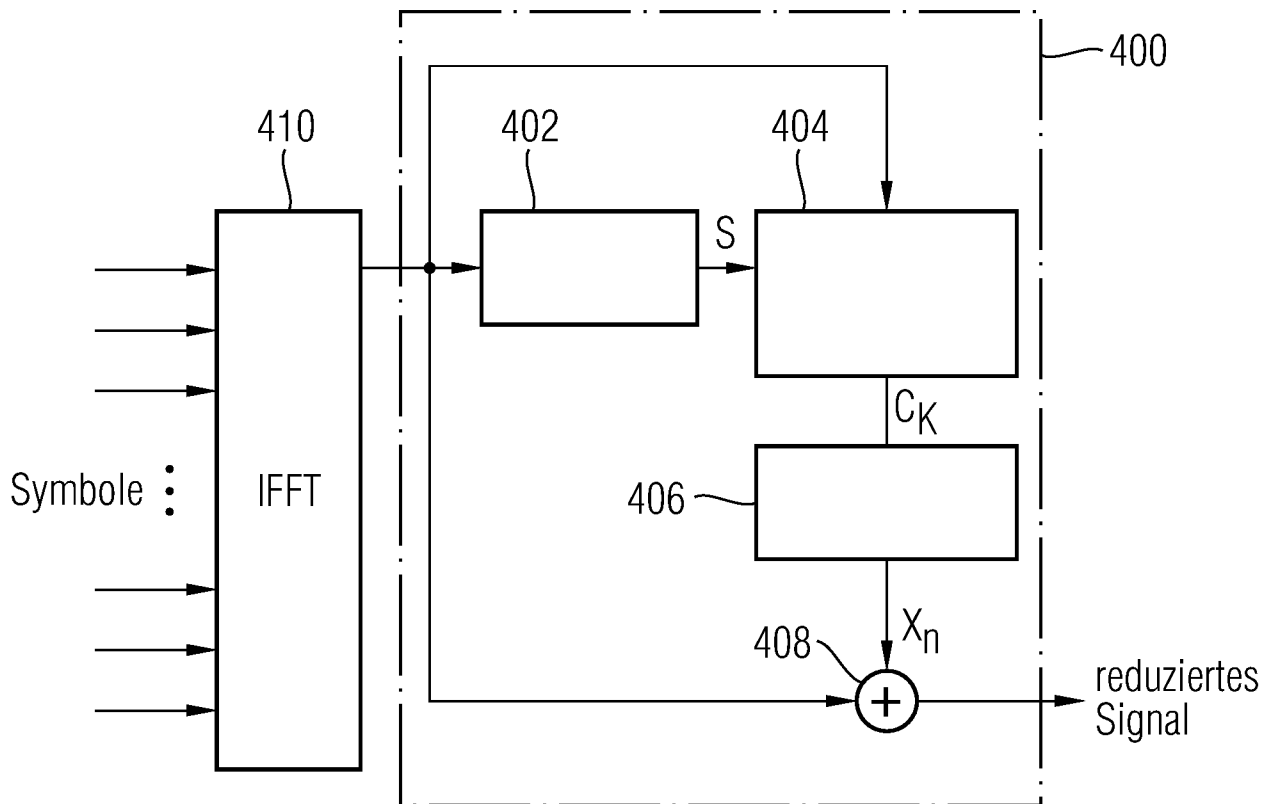 400
410
402
404
S
C_K
Symbole
IFFT
406
X_n
408
+
reduziertes
Signal